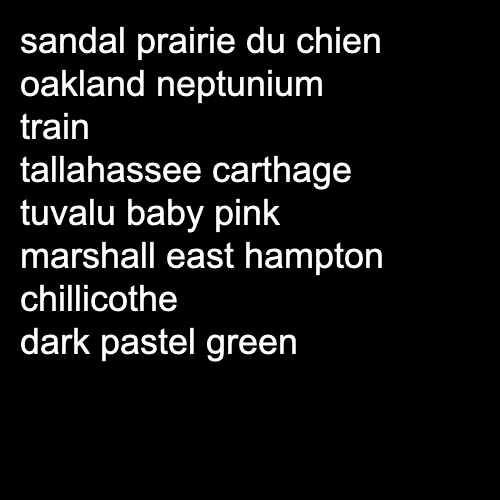 sandal prairie du chien
oakland neptunium
train
tallahassee carthage
tuvalu baby pink
marshall east hampton
chillicothe
dark pastel green